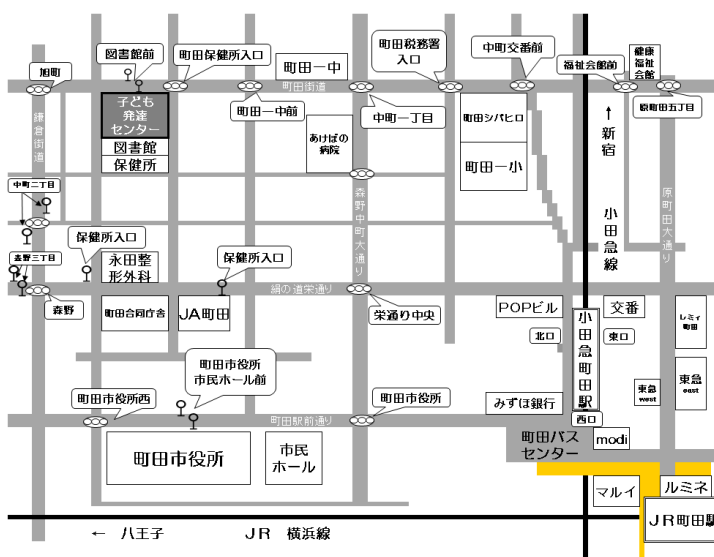 図書館前
町田保健所入口
町田一中
町田税務署
入口
中町交番前
福祉会館前
健康
福祉
会館
旭町
町田街道
原町田五丁目
子ども
発達
センター
図書館
保健所
町田一中前
中町一丁目
あけぼの
病院
町田シバヒロ
町田一小
↑新宿
鎌倉街道
森野中町大通り
原町田大通り
小田急線
中町二丁目
森野三丁目
保健所入口
永田整
形外科
保健所入口
絹の道栄通り
森野
町田合同庁舎
JA町田
栄通り中央
POPビル
交番
レミィ
町田
北口
小田急町田駅
東口
町田市役所
市民ホール前
町田市役所西
町田市役所
東急
west
東急
east
みずほ銀行
西口
町田駅前通り
町田バス
センター
modi
町田市役所
市民
ホール
マルイ
ルミネ
JR町田駅
← 八王子 JR 横浜線